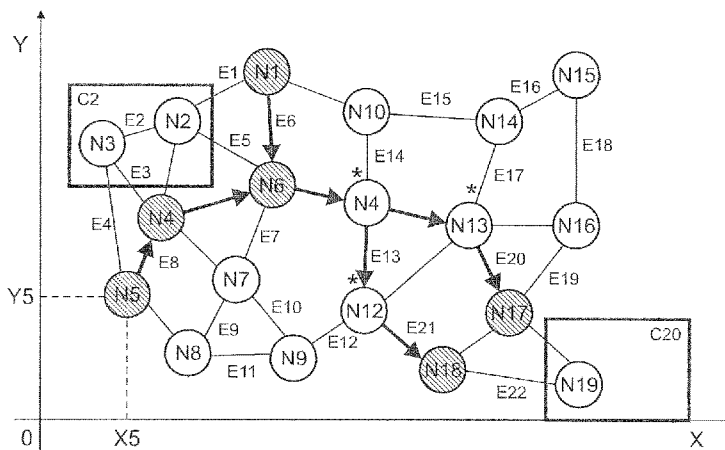 Y
E1
N1
N15
C2
E16
E2
N2
N10
E15
N14
N3
E6
E5
E14
E18
E3
*
*
E17
N6
E4
N4
N4
N13
N16
E8
E7
E13
E20
N7
*
E19
Y5
N5
E10
N12
N17
E9
E21
C20
N8
E12
E11
N9
N18
N19
E22
0
X5
X